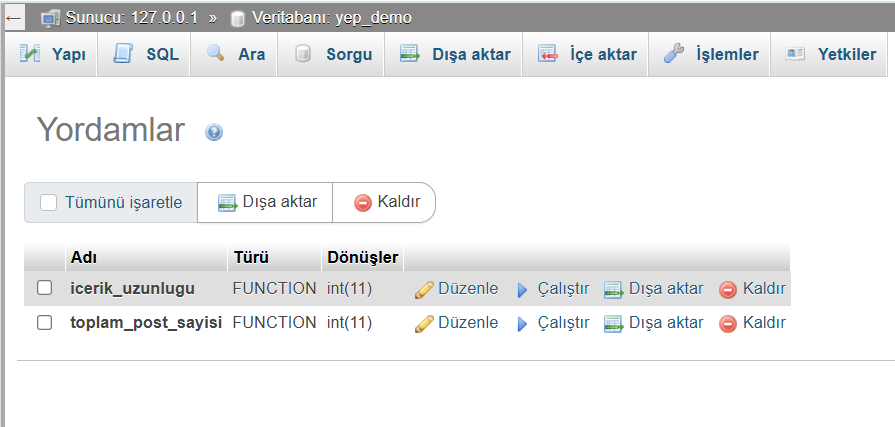 ← Sunucu: 127.0.0.1 » Veritabanı: yep_demo
Yapı SQL Ara Sorgu Dışa aktar İçe aktar İşlemler Yetkiler
Yordamlar
Tümünü işaretle Dışa aktar Kaldır
Adı Türü Dönüşler
icerik_uzunlugu FUNCTION int(11) Düzenle Çalıştır Dışa aktar Kaldır
toplam_post_sayisi FUNCTION int(11) Düzenle Çalıştır Dışa aktar Kaldır